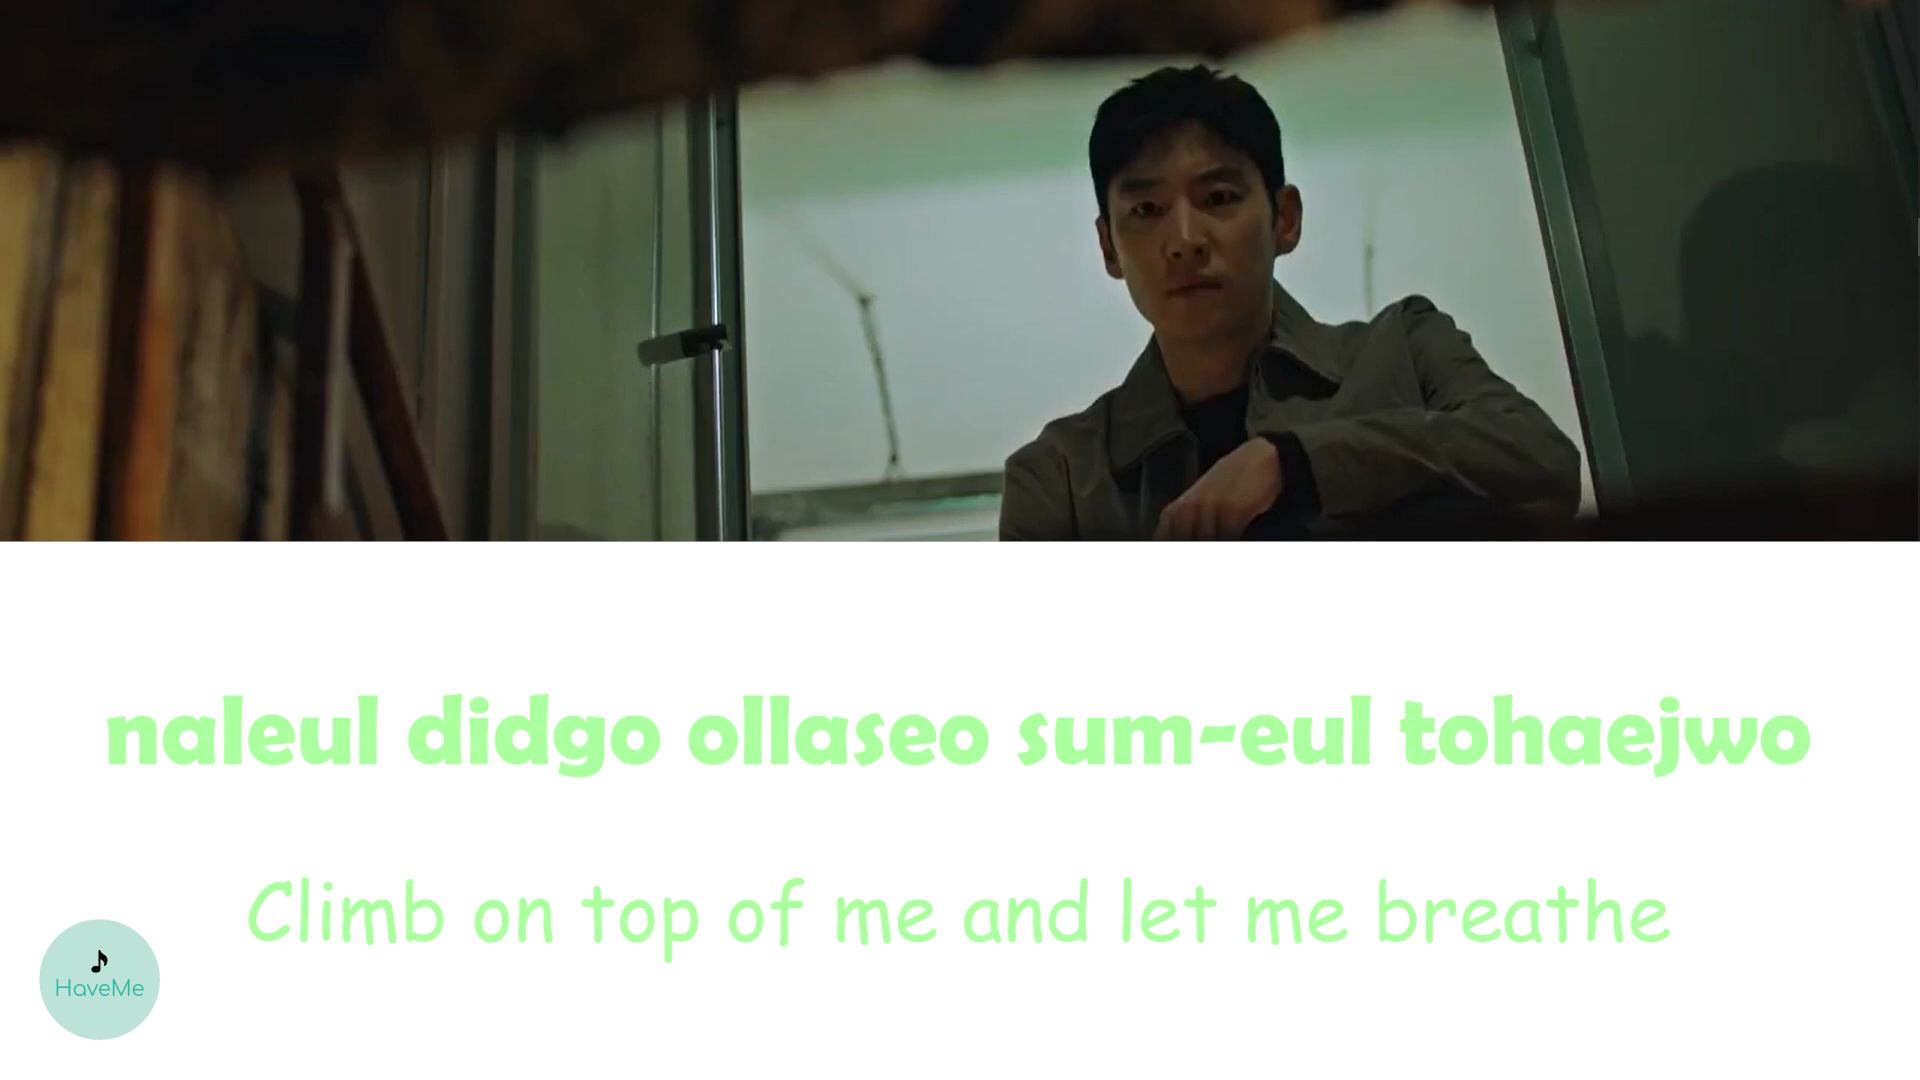 naleul didgo ollaseo sum-eul tohaejwo
Climb on top of me and let me breathe
HaveMe